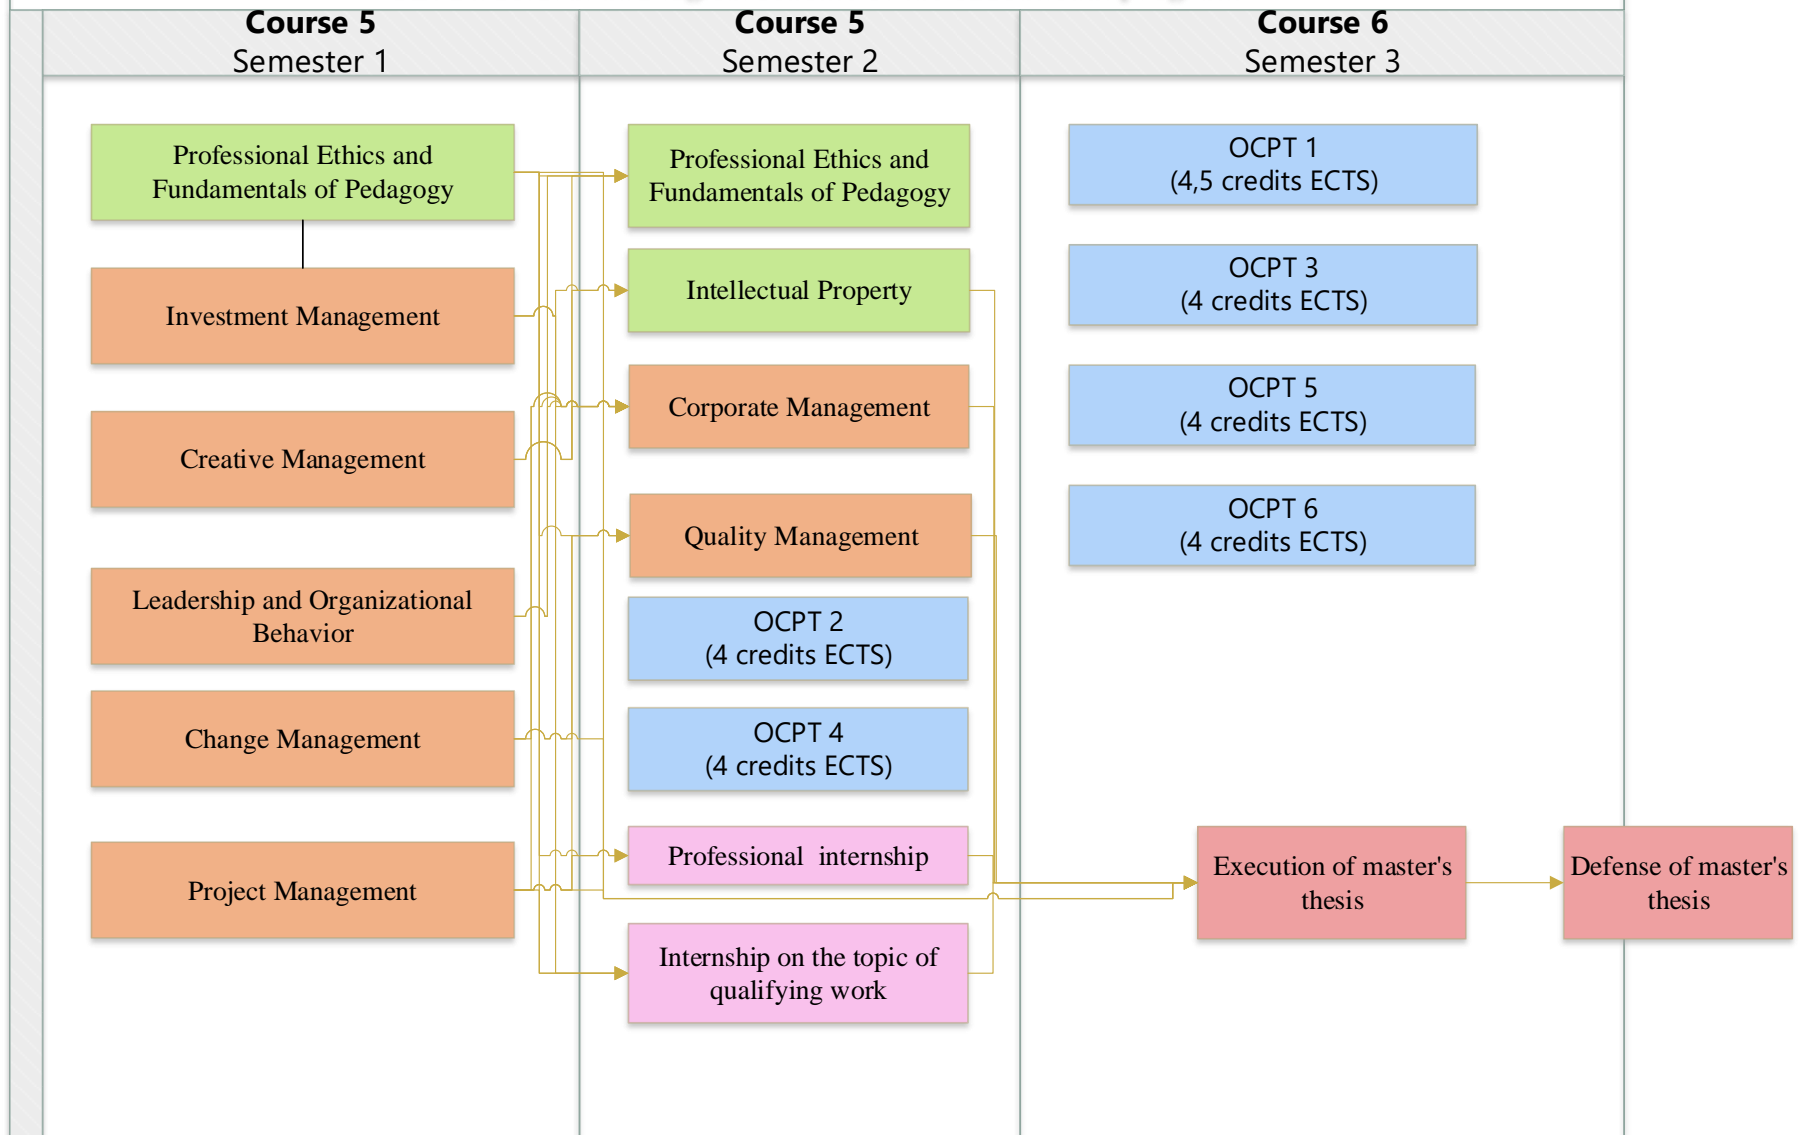 Course 5
Semester 1
Course 5
Semester 2
Course 6
Semester 3
Professional Ethics and
Fundamentals of Pedagogy
Investment Management
Creative Management
Leadership and Organizational
Behavior
Change Management
Project Management
Professional Ethics and
Fundamentals of Pedagogy
Intellectual Property
Corporate Management
Quality Management
OCPT 2
(4 credits ECTS)
OCPT 4
(4 credits ECTS)
Professional internship
Internship on the topic of
qualifying work
OCPT 1
(4,5 credits ECTS)
OCPT 3
(4 credits ECTS)
OCPT 5
(4 credits ECTS)
OCPT 6
(4 credits ECTS)
Execution of master's
thesis
Defense of master's
thesis